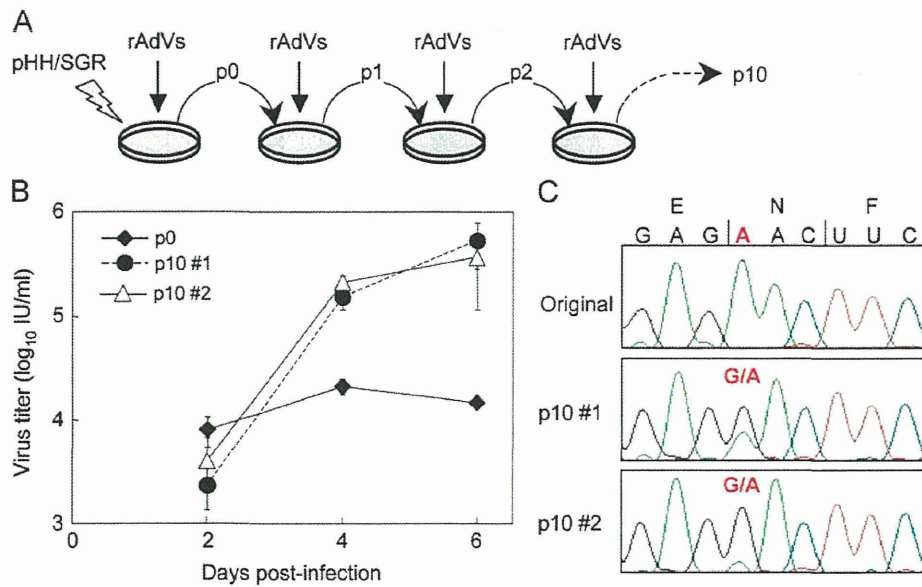 A
pHH/SGR
rAdVs rAdVs rAdVs rAdVs
p0 p1 p2 p10
B
Virus titer (log10 IU/ml)
6
5
4
3
0 2 4 6
Days post-infection
p0
p10 #1
p10 #2
C
E N F
G A G A A C U U C
Original
G/A
p10 #1
G/A
p10 #2